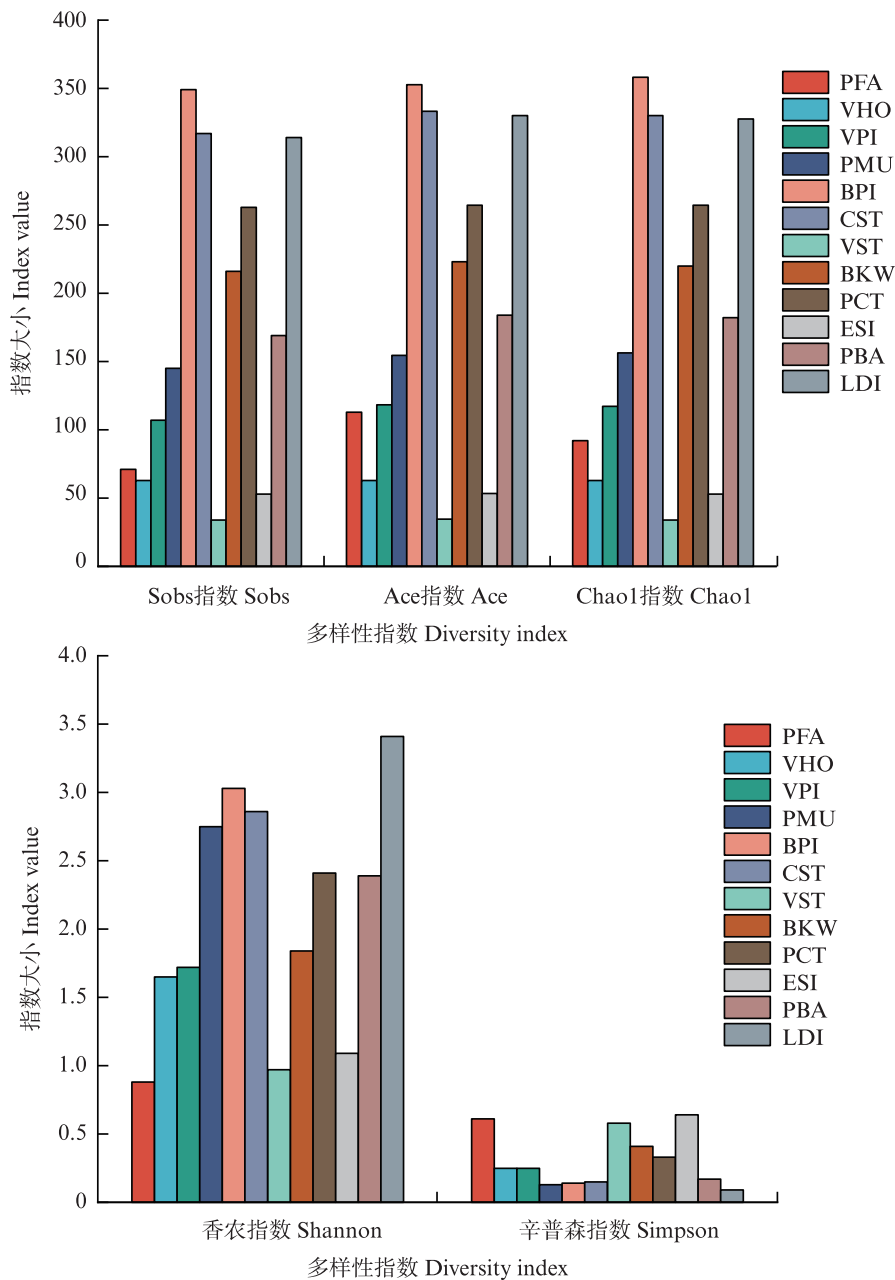 400
350
300
250
200
150
100
50
0
指数大小 Index value
Sobs指数 Sobs
Ace指数 Ace
Chao1指数 Chao1
多样性指数 Diversity index
PFA
VHO
VPI
PMU
BPI
CST
VST
BKW
PCT
ESI
PBA
LDI
4.0
3.5
3.0
2.5
2.0
1.5
1.0
0.5
0
指数大小 Index value
香农指数 Shannon
辛普森指数 Simpson
多样性指数 Diversity index
PFA
VHO
VPI
PMU
BPI
CST
VST
BKW
PCT
ESI
PBA
LDI